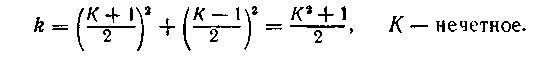 k = ((K + 1)/2)² + ((K − 1)/2)² = (K² + 1)/2, K — нечетное.